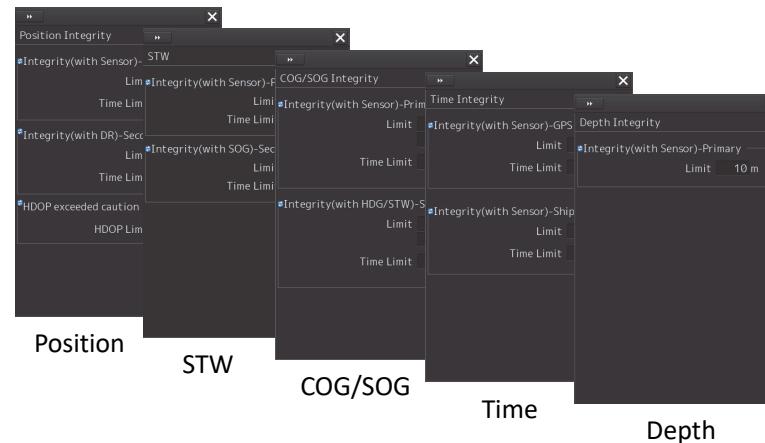 Position Integrity
Integrity(with Sensor)-
Lim
Time Lim
Integrity(with DR)-Seco
Lim
Time Lim
HDOP exceeded caution
HDOP Lim
Position
STW
Integrity(with Sensor)-P
Limi
Time Limi
Integrity(with SOG)-Sec
Limi
Time Limi
STW
COG/SOG Integrity
Integrity(with Sensor)-Prim
Limit
Time Limit
Integrity(with HDG/STW)-S
Limit
Time Limit
COG/SOG
Time Integrity
Integrity(with Sensor)-GPS
Limit
Time Limit
Integrity(with Sensor)-Ship
Limit
Time Limit
Time
Depth Integrity
Integrity(with Sensor)-Primary
Limit 10 m
Depth